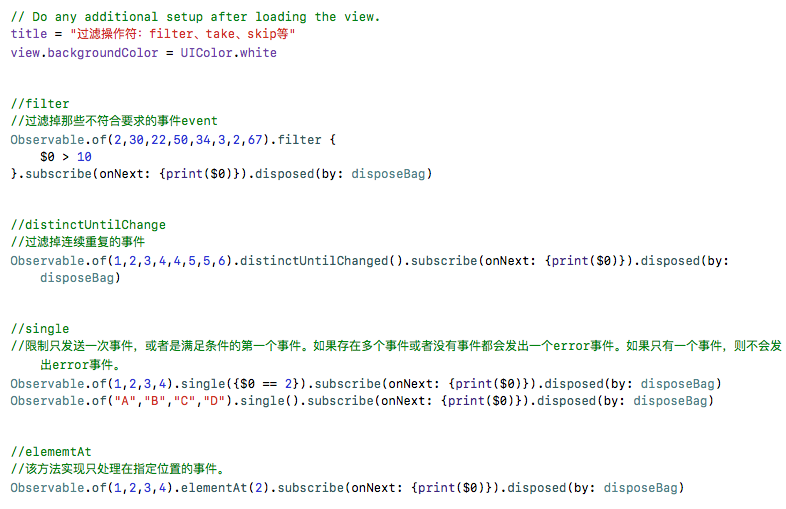 // Do any additional setup after loading the view.
title = "过滤操作符：filter、take、skip等"
view.backgroundColor = UIColor.white
//filter
//过滤掉那些不符合要求的事件event
Observable.of(2,30,22,50,34,3,2,67).filter {
$0 > 10
}.subscribe(onNext: {print($0)}).disposed(by: disposeBag)
//distinctUntilChange
//过滤掉连续重复的事件
Observable.of(1,2,3,4,4,5,5,6).distinctUntilChanged().subscribe(onNext: {print($0)}).disposed(by:
disposeBag)
//single
//限制只发送一次事件，或者是满足条件的第一个事件。如果存在多个事件或者没有事件都会发出一个error事件。如果只有一个事件，则不会发
出error事件。
Observable.of(1,2,3,4).single({$0 == 2}).subscribe(onNext: {print($0)}).disposed(by: disposeBag)
Observable.of("A","B","C","D").single().subscribe(onNext: {print($0)}).disposed(by: disposeBag)
//elememtAt
//该方法实现只处理在指定位置的事件。
Observable.of(1,2,3,4).elementAt(2).subscribe(onNext: {print($0)}).disposed(by: disposeBag)